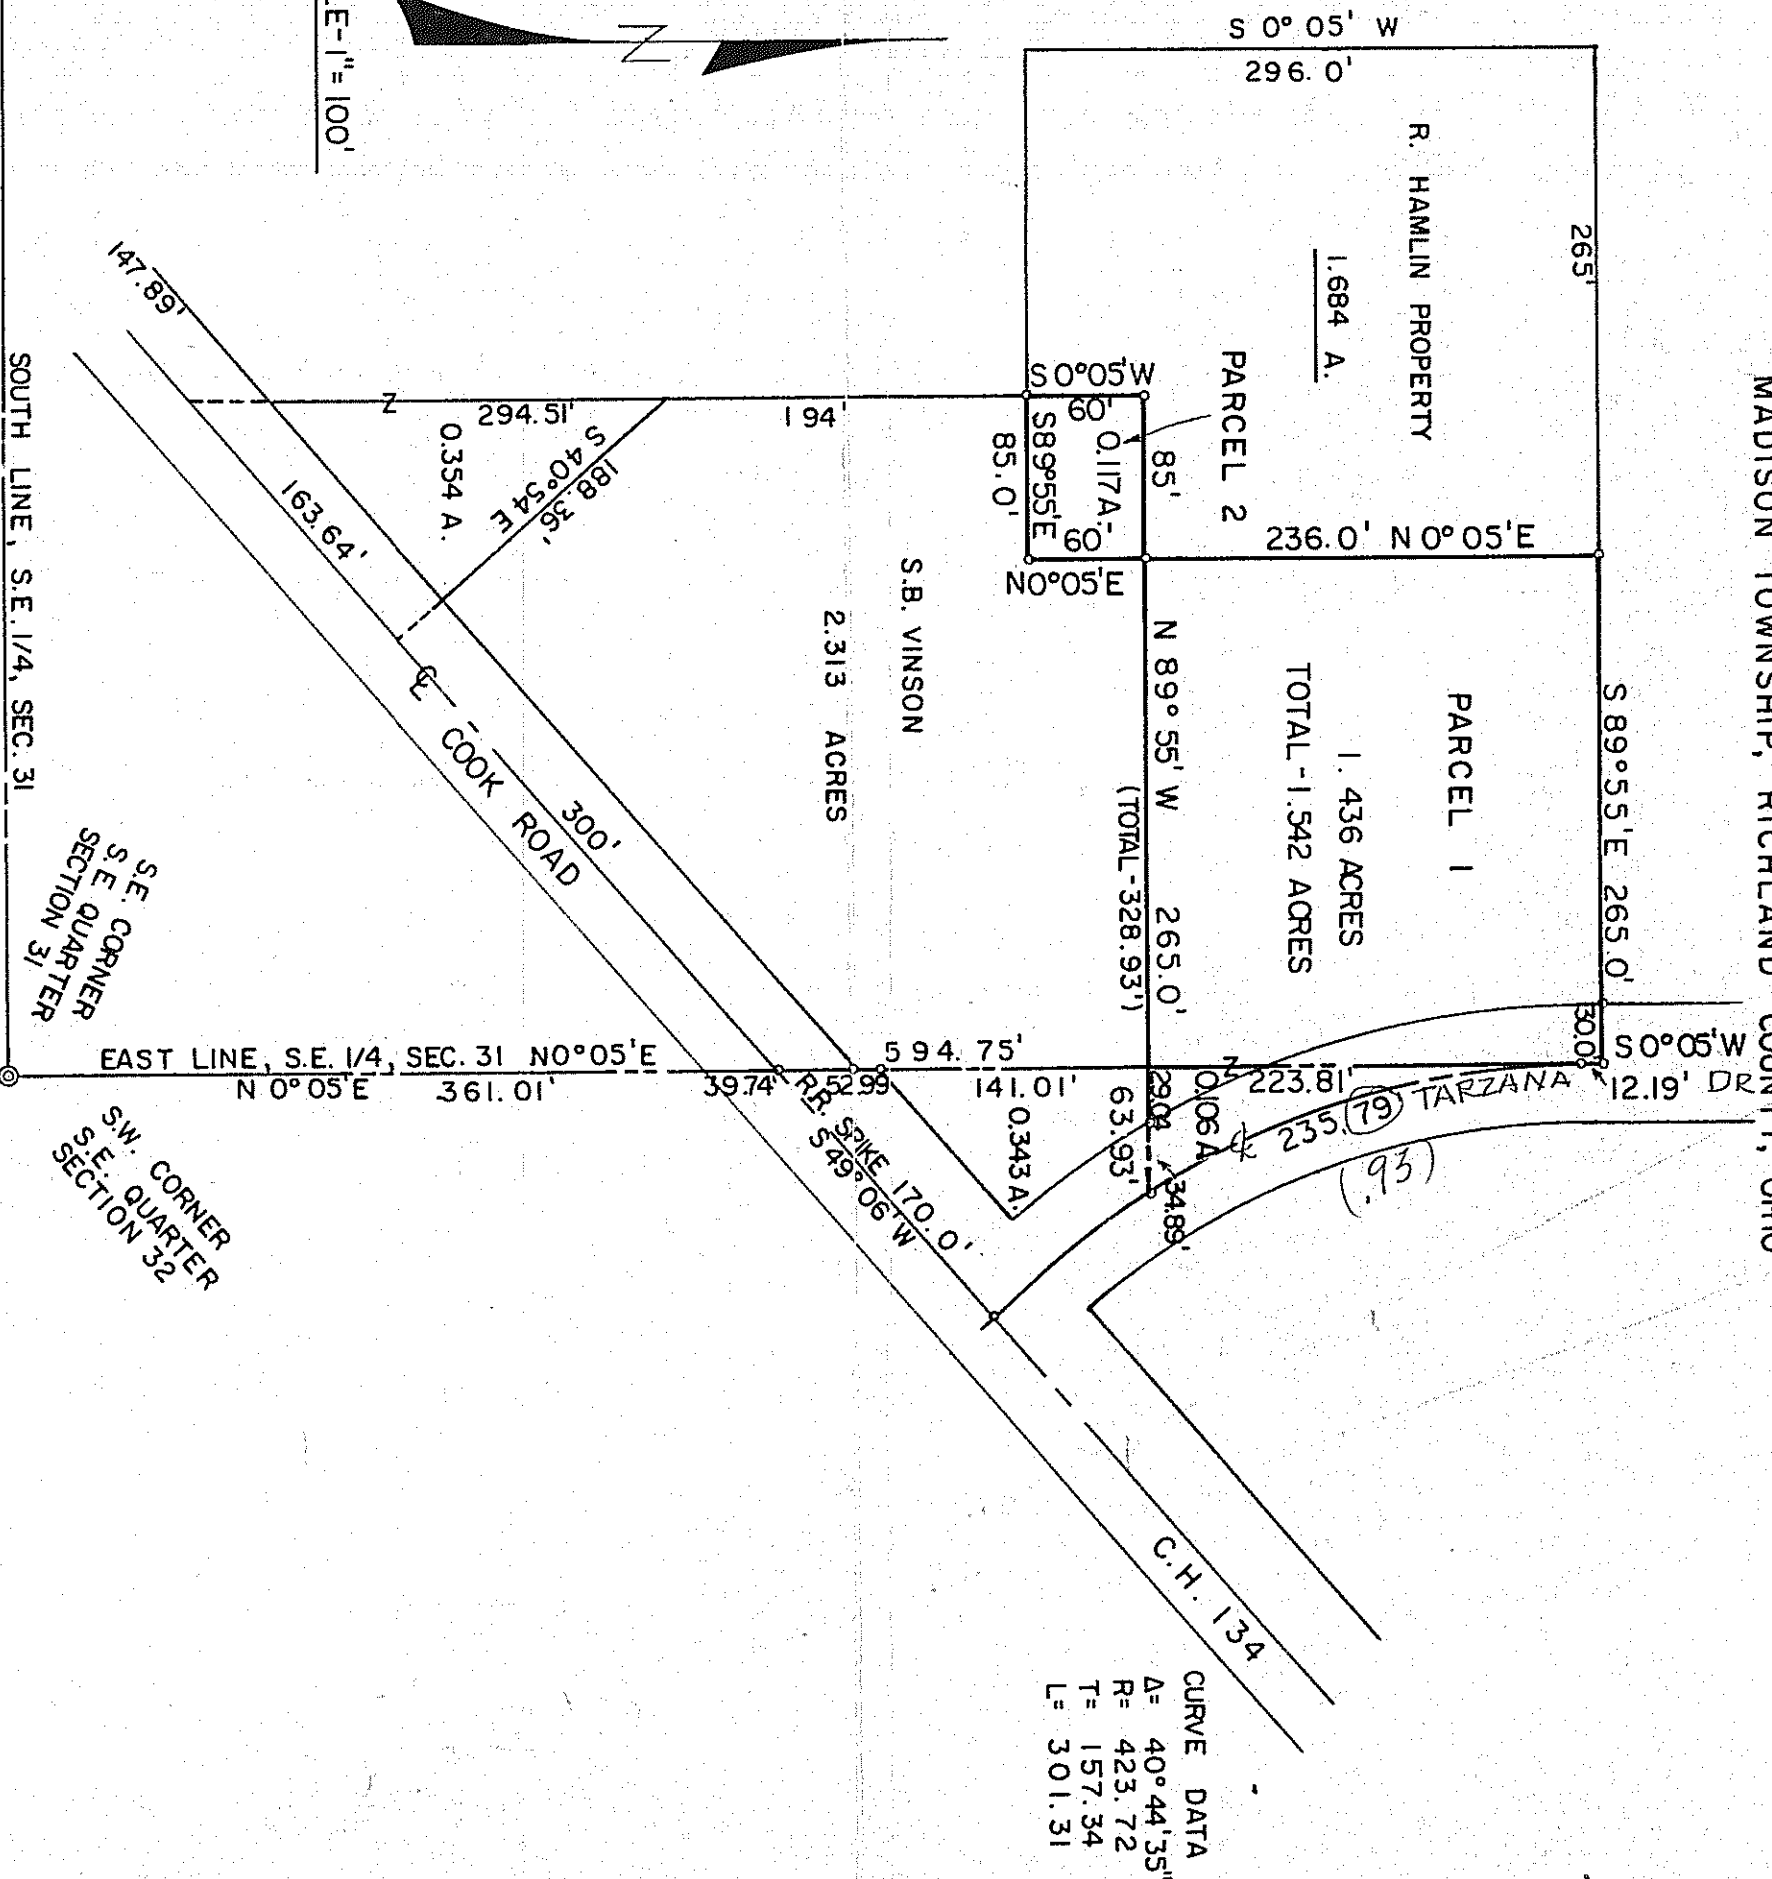 MADISON TOWNSHIP, RICHLAND COUNTY, OHIO
E-1"=100'
S 0° 05' W
296.0'
265'
R. HAMLIN PROPERTY
1.684 A.
PARCEL 2
S 0°05'W
60'
0.117A.
85'
S89°55'E
85.0'
60'
N0°05'E
236.0' N 0° 05'E
S 89°55'E 265.0'
PARCEL 1
1.436 ACRES
TOTAL-1.542 ACRES
N 89° 55' W 265.0'
(TOTAL-328.93')
30.0'
S 0°05'W
12.19'
TARZANA DR
223.81'
235.79
(.93)
0.106 A
29.04
34.89'
63.93'
0.343 A.
594.75'
141.01'
52.99
39.74'
R.R. SPIKE 170.0'
S 49° 06' W
EAST LINE, S.E. 1/4, SEC. 31 N0°05'E
N 0° 05'E 361.01'
S.B. VINSON
2.313 ACRES
194'
294.51'
S 40°54 E
188.36'
0.354 A.
147.89'
163.64'
300'
℄ COOK ROAD
C.H. 134
SOUTH LINE, S.E. 1/4, SEC. 31
S.E. CORNER
S.E. QUARTER
SECTION 31
S.W. CORNER
S.E. QUARTER
SECTION 32
CURVE DATA
Δ= 40° 44' 35"
R= 423.72
T= 157.34
L= 301.31